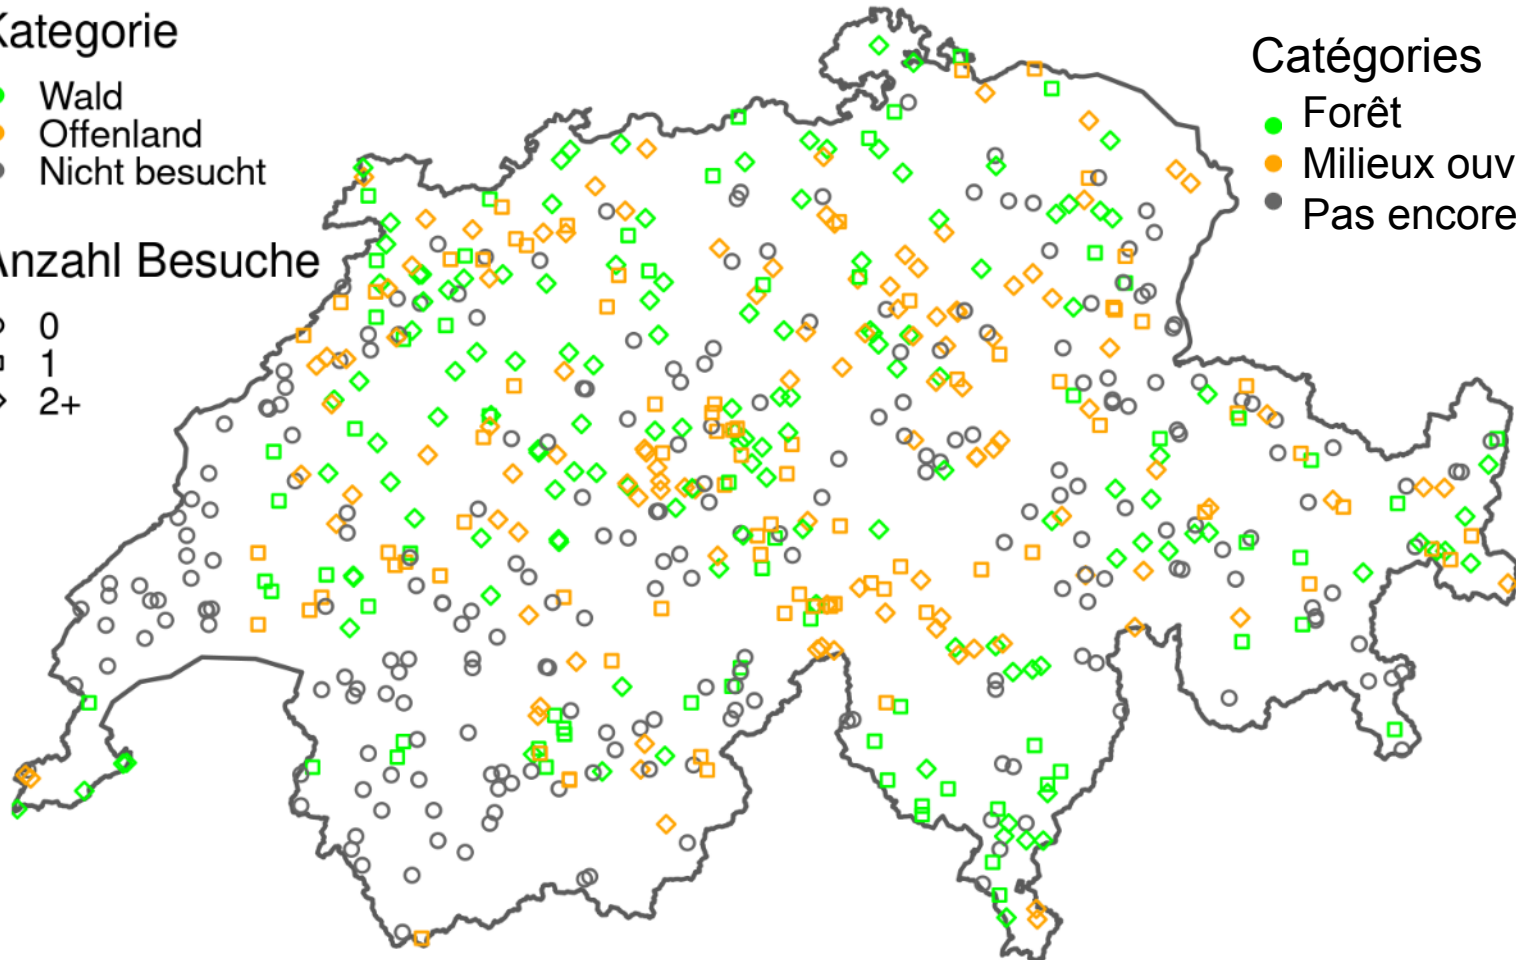 Kategorie
Wald
Offenland
Nicht besucht
Anzahl Besuche
0
1
2+
Catégories
Forêt
Milieux ouv
Pas encore